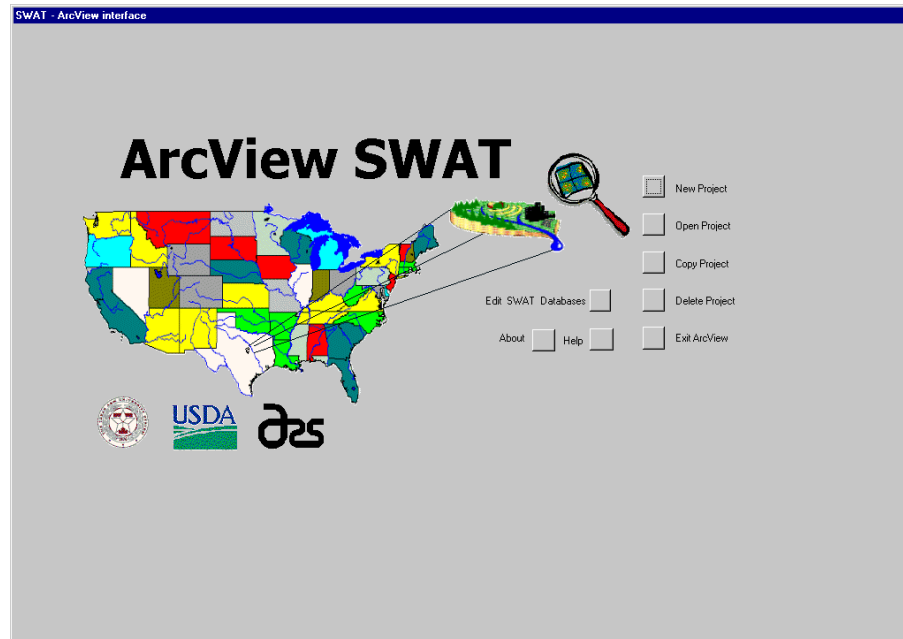 SWAT - ArcView interface
ArcView SWAT
New Project
Open Project
Copy Project
Edit SWAT Databases
Delete Project
About
Help
Exit ArcView
USDA